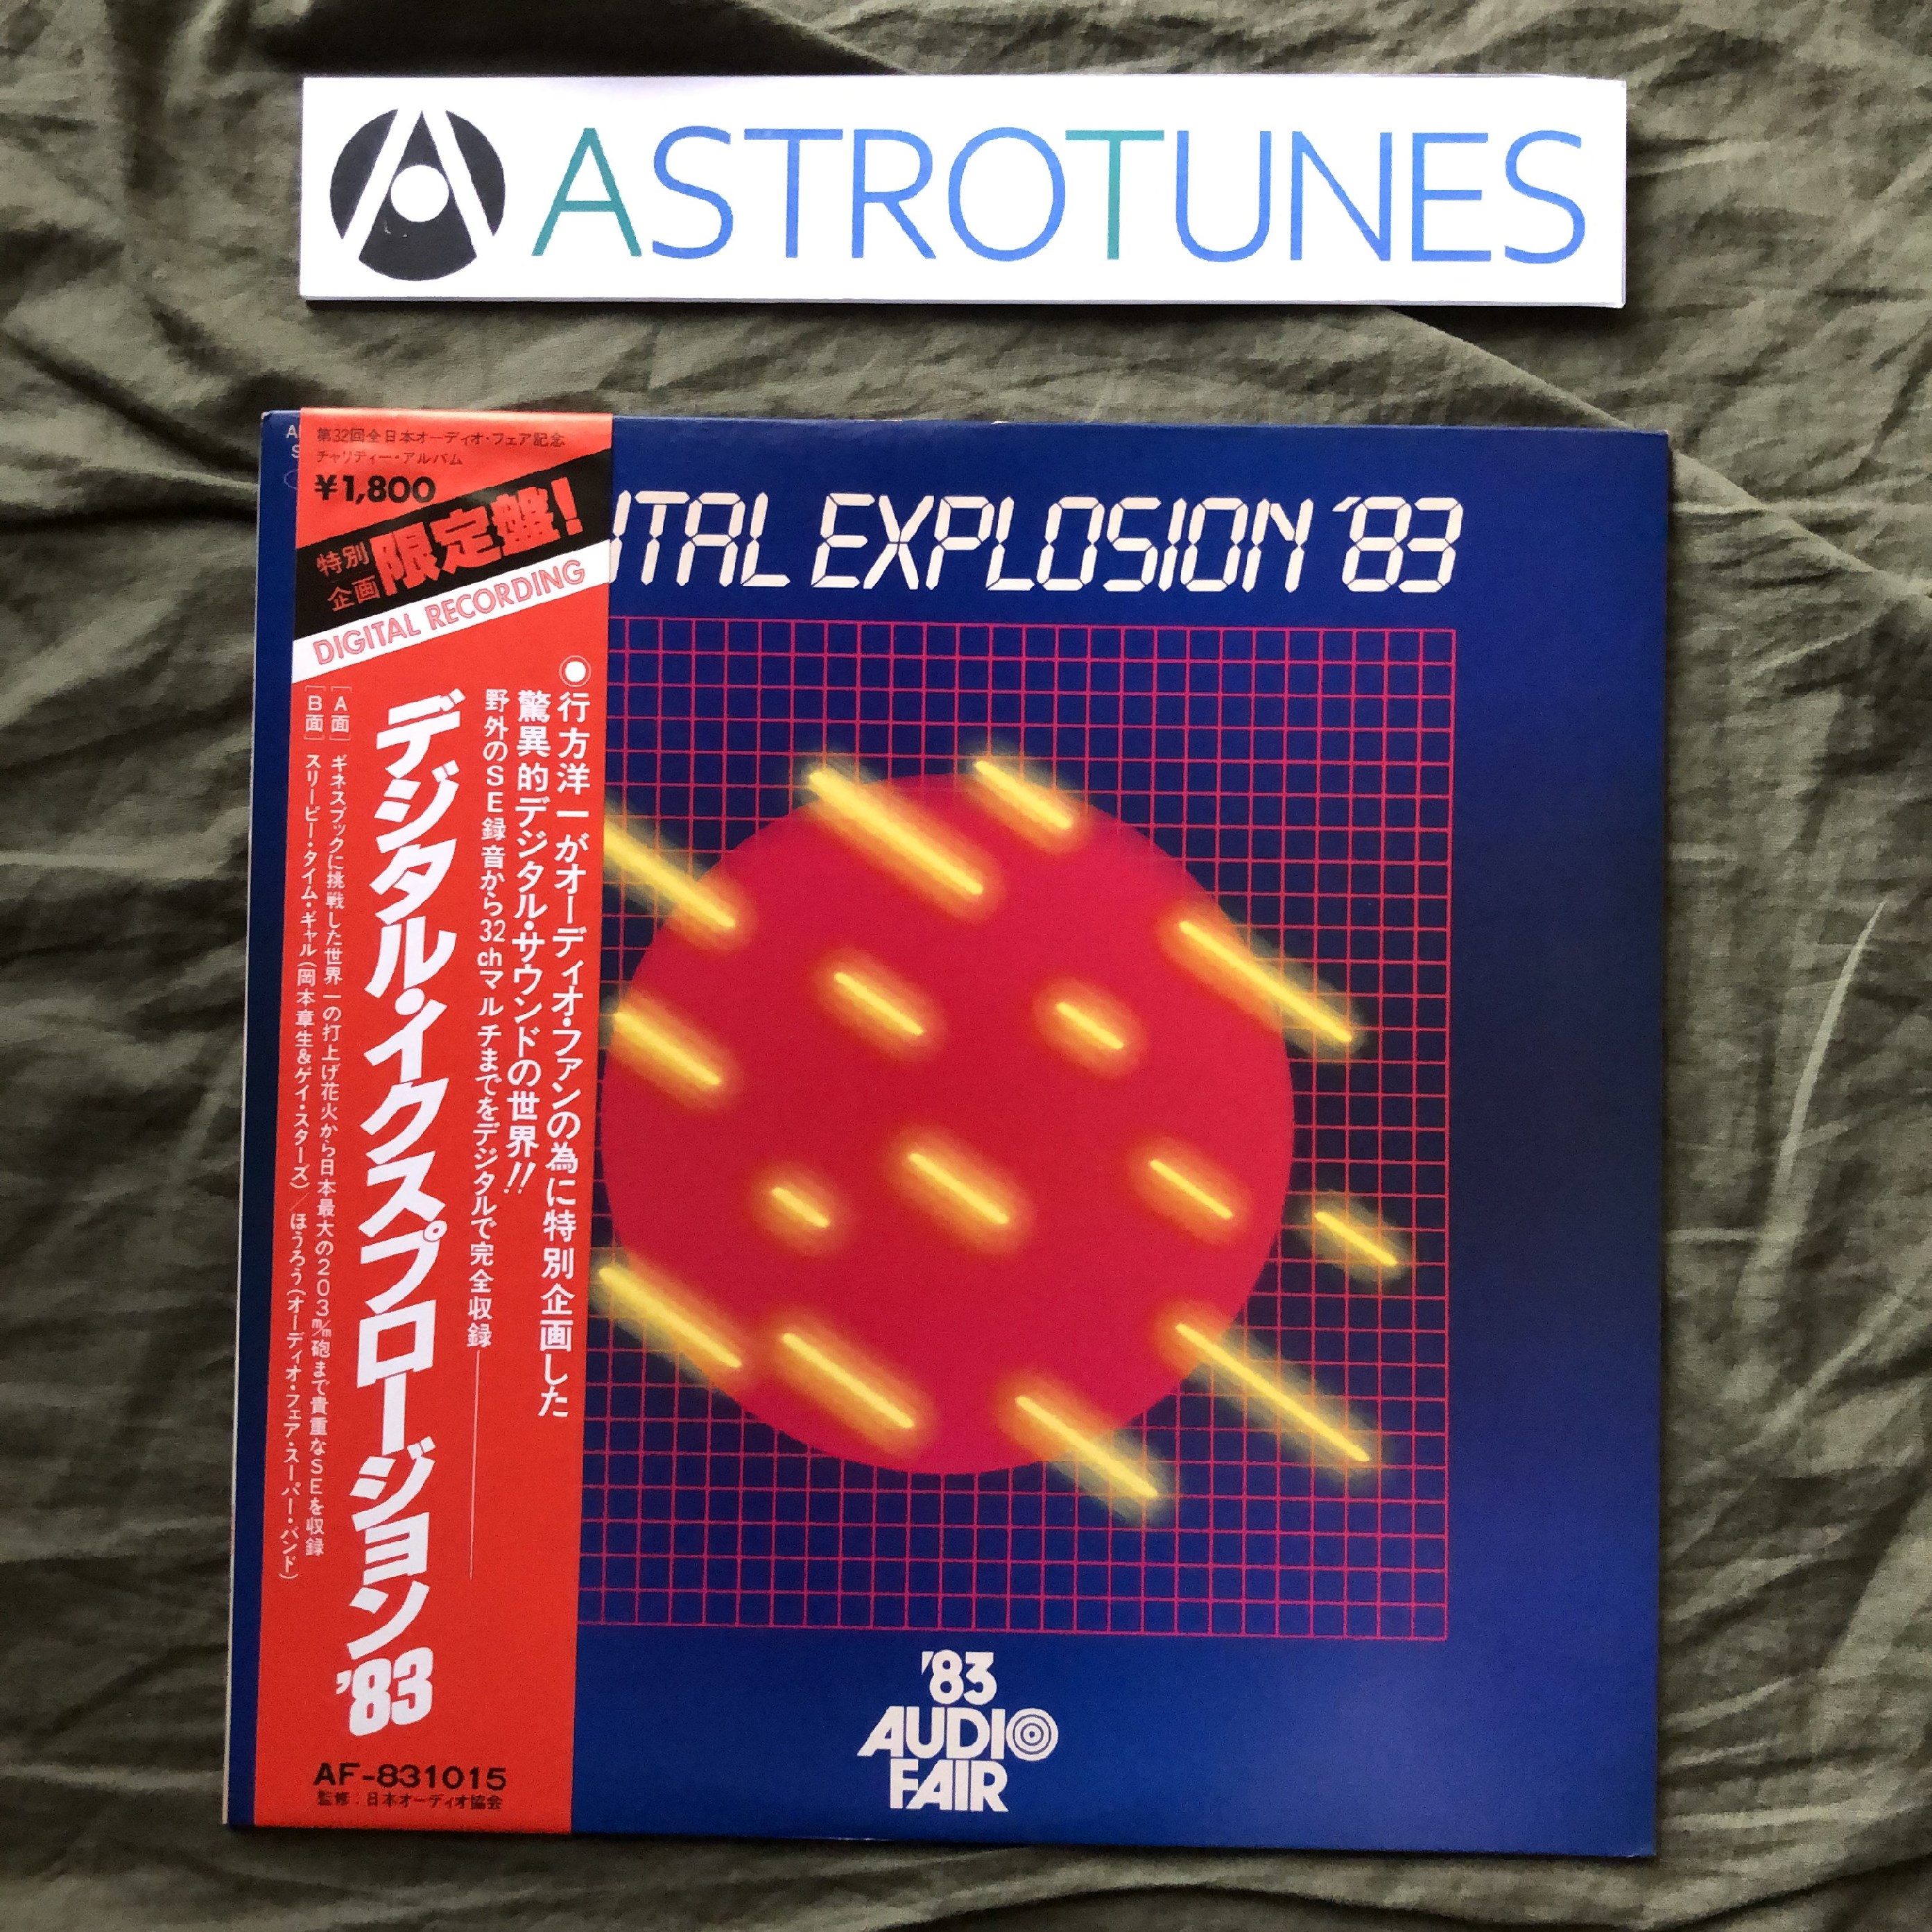 ASTROTUNES
第32回全日本オーディオ・フェア記念
チャリティー・アルバム
¥1,800
特別
企画
限定盤!
DIGITAL RECORDING
●行方洋一がオーディオ・ファンの為に特別企画した
驚異的デジタル・サウンドの世界!!
野外のSE録音から32chマルチまでをデジタルで完全収録
デジタル・イクスプロージョン'83
[A面] ギネスブックに挑戦した世界一の打上げ花火から日本最大の203m/m砲まで貴重なSEを収録
[B面] スリーピー・タイム・ギャル(岡本章生&ゲイ・スターズ)/ほうろう(オーディオ・フェア・スーパー・バンド)
AF-831015
監修:日本オーディオ協会
ITAL EXPLOSION '83
'83
AUDIO
FAIR